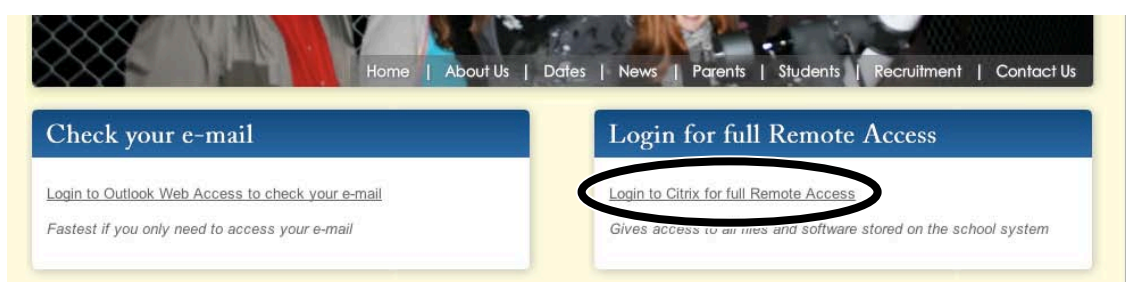 Home | About Us | Dates | News | Parents | Students | Recruitment | Contact Us
Check your e-mail
Login to Outlook Web Access to check your e-mail
Fastest if you only need to access your e-mail
Login for full Remote Access
Login to Citrix for full Remote Access
Gives access to all files and software stored on the school system